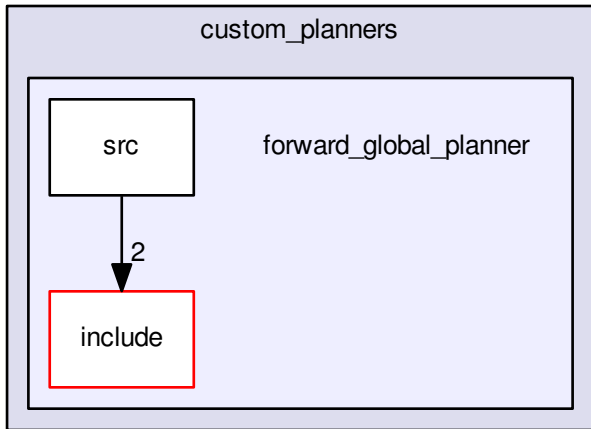 custom_planners
src
forward_global_planner
2
include